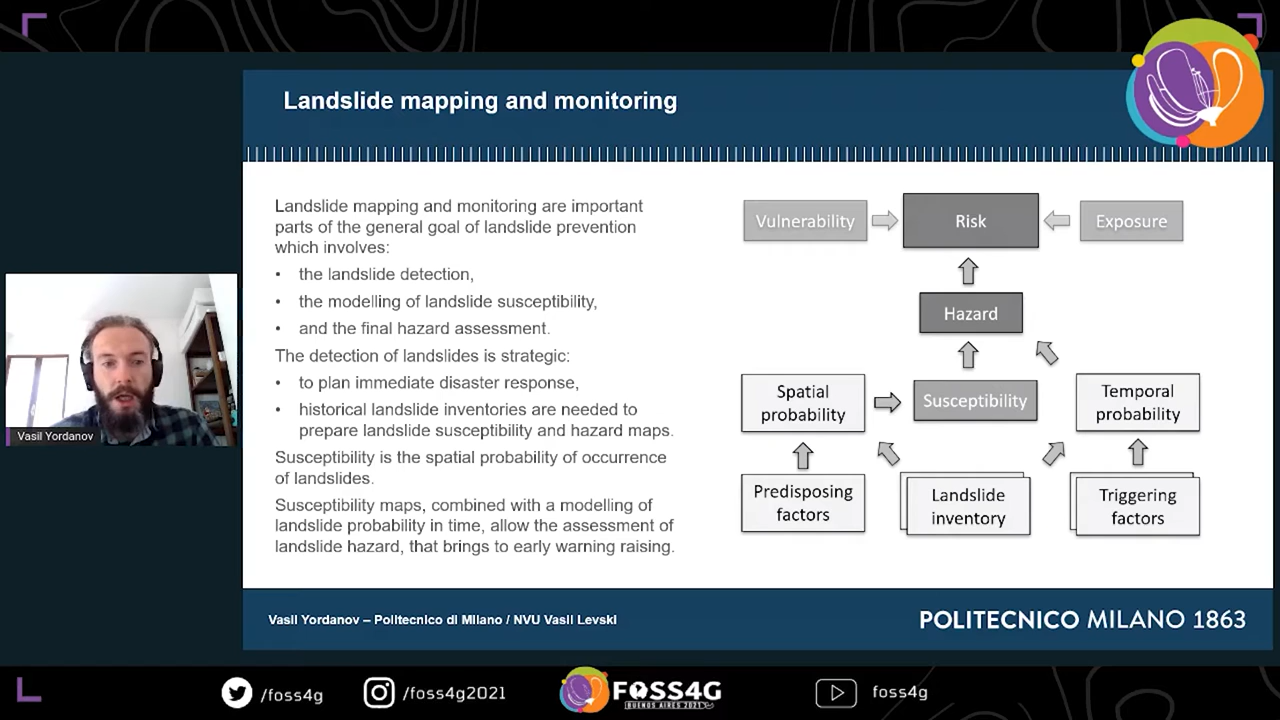 Landslide mapping and monitoring
Landslide mapping and monitoring are important
parts of the general goal of landslide prevention
which involves:
• the landslide detection,
• the modelling of landslide susceptibility,
• and the final hazard assessment.
The detection of landslides is strategic:
• to plan immediate disaster response,
• historical landslide inventories are needed to
prepare landslide susceptibility and hazard maps.
Susceptibility is the spatial probability of occurrence
of landslides.
Susceptibility maps, combined with a modelling of
landslide probability in time, allow the assessment of
landslide hazard, that brings to early warning raising.
Vulnerability
Risk
Exposure
Hazard
Spatial
probability
Susceptibility
Temporal
probability
Predisposing
factors
Landslide
inventory
Triggering
factors
Vasil Yordanov
Vasil Yordanov – Politecnico di Milano / NVU Vasil Levski
POLITECNICO MILANO 1863
/foss4g
/foss4g2021
FOSS4G
BUENOS AIRES 2021
foss4g